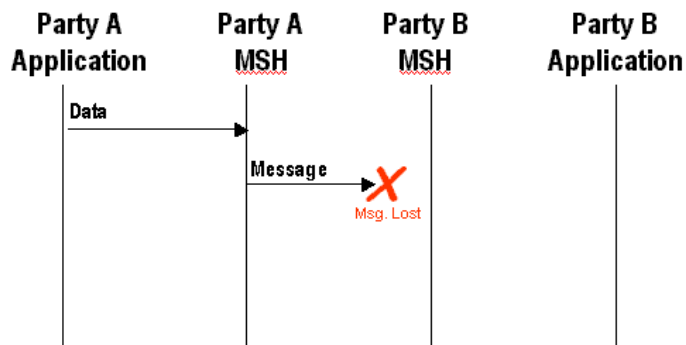 Party A
Application
Party A
MSH
Party B
MSH
Party B
Application
Data
Message
Msg. Lost